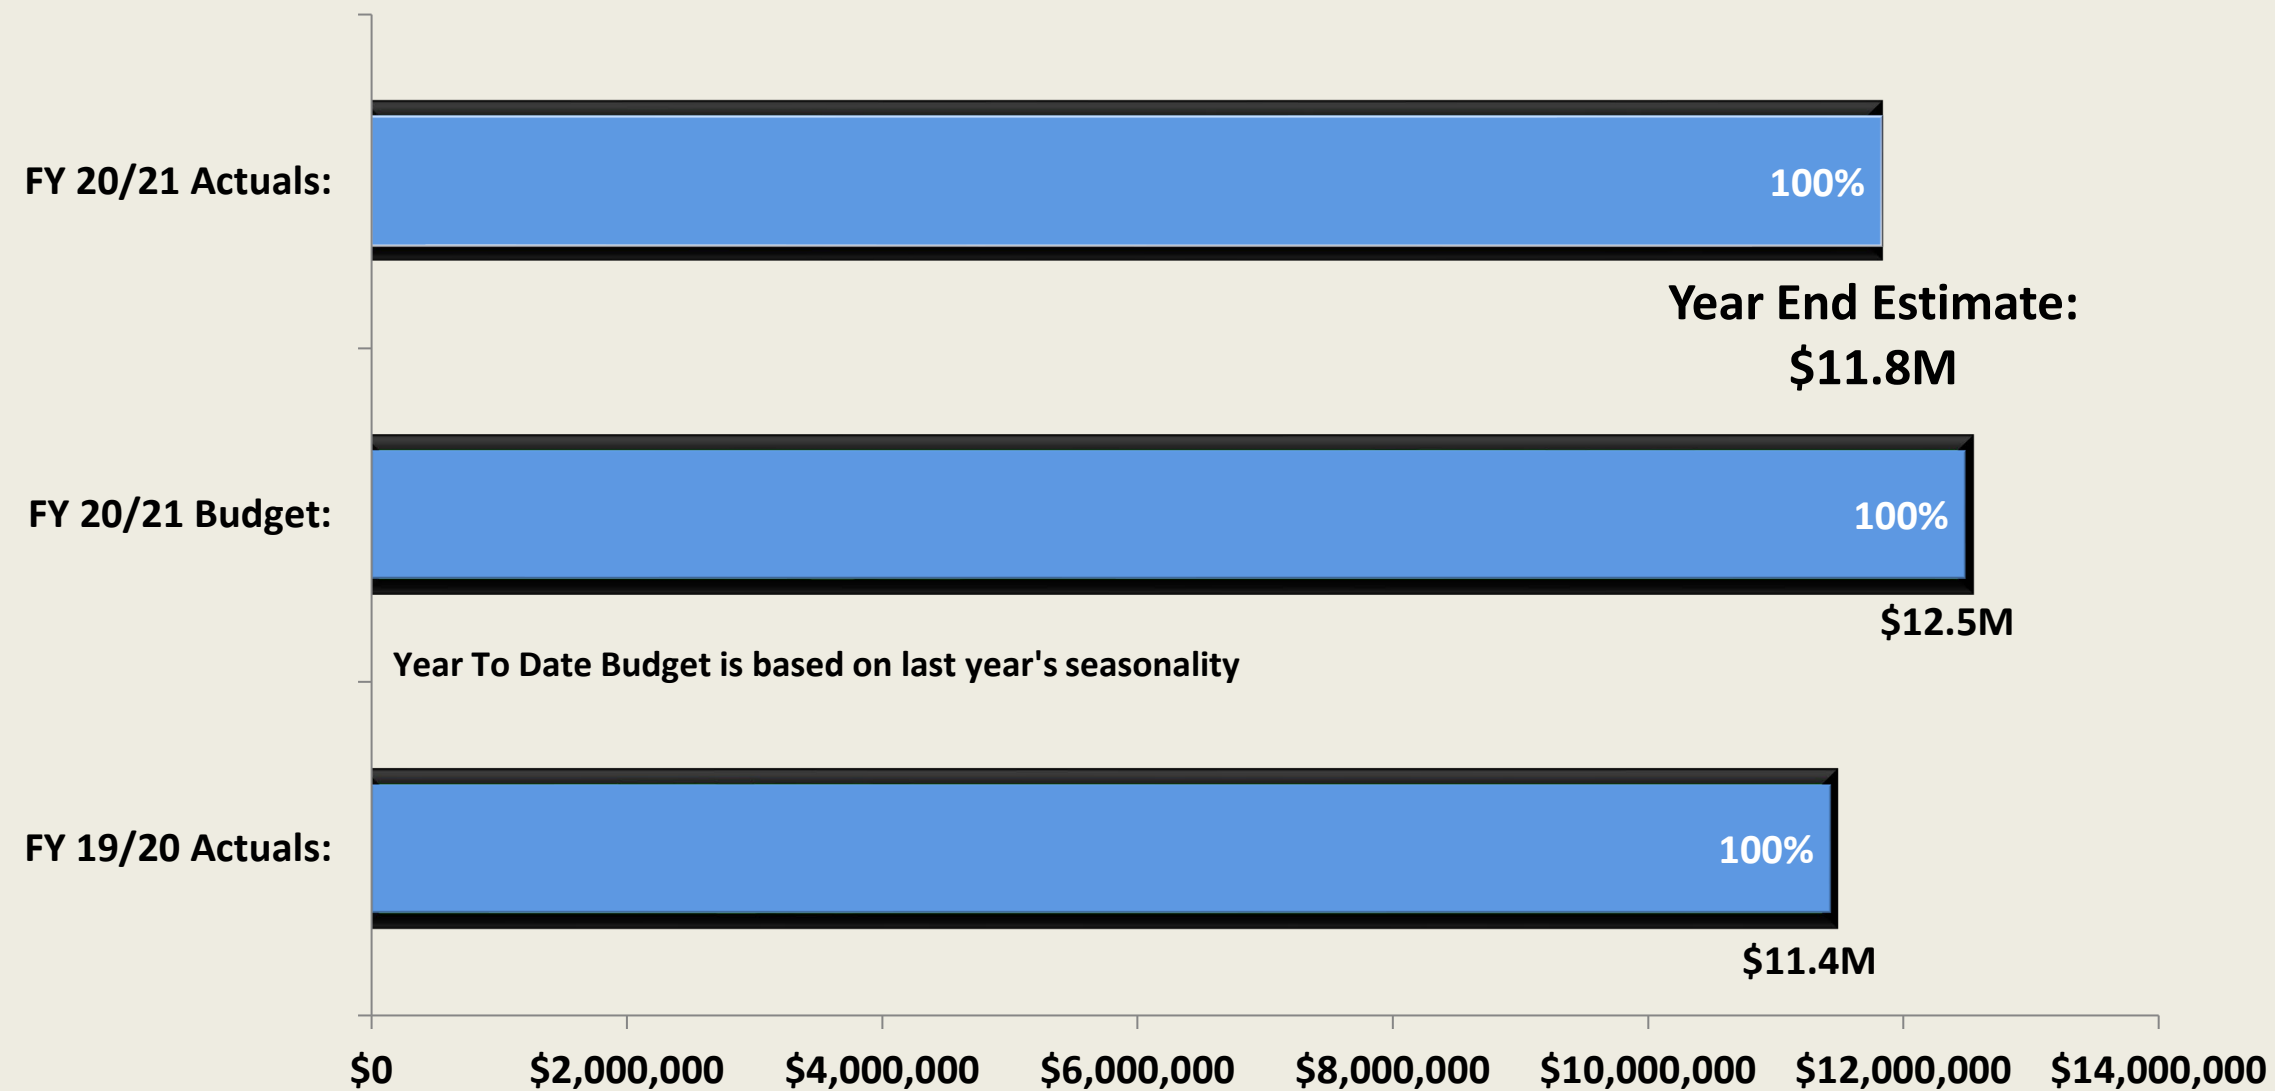 FY 20/21 Actuals:
100%
Year End Estimate:
$11.8M
FY 20/21 Budget:
100%
$12.5M
Year To Date Budget is based on last year's seasonality
FY 19/20 Actuals:
100%
$11.4M
$0 $2,000,000 $4,000,000 $6,000,000 $8,000,000 $10,000,000 $12,000,000 $14,000,000